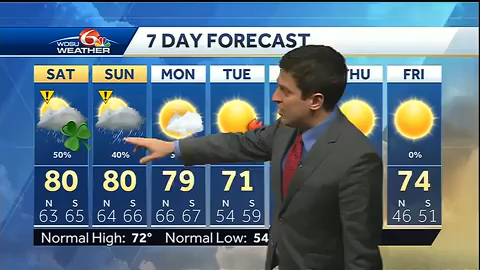 WDSU 6
WEATHER
7 DAY FORECAST
SAT SUN MON TUE THU FRI
50% 40% 0%
80 80 79 71 74
N S N S N S N S N S
63 65 64 66 66 67 54 59 46 51
Normal High: 72° Normal Low: 54